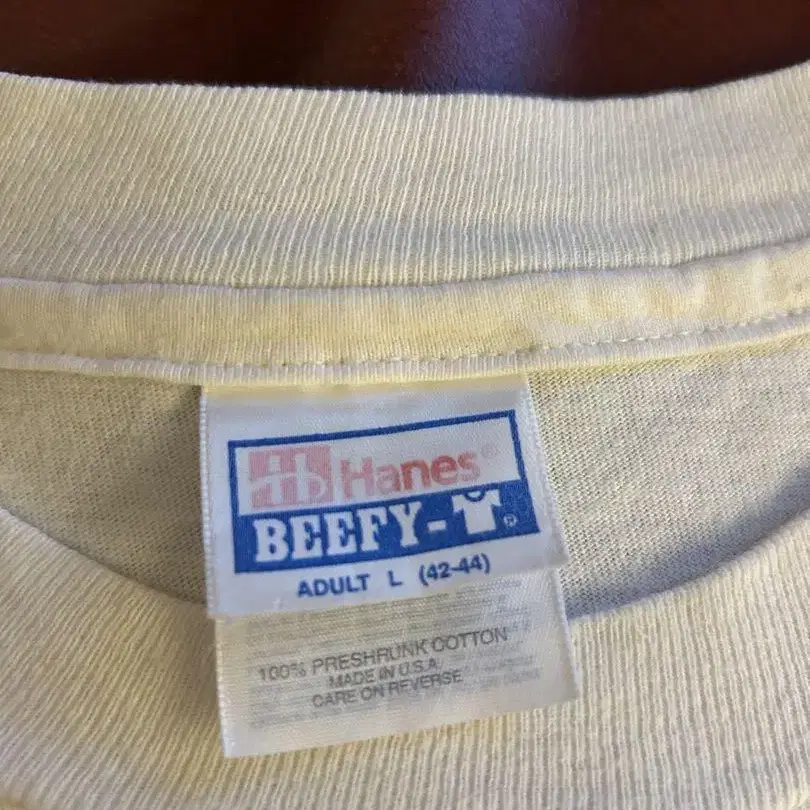 Hanes®
BEEFY-T®
ADULT L (42-44)
100% PRESHRUNK COTTON
MADE IN U.S.A.
CARE ON REVERSE